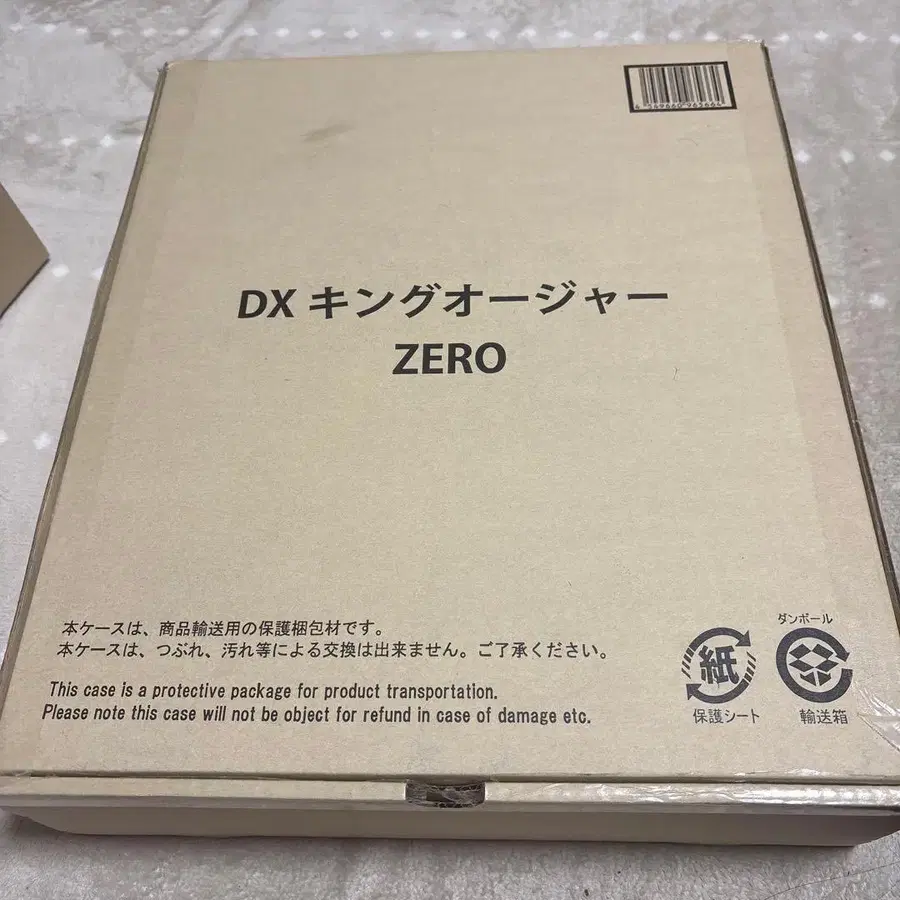 4 549660 965664
DX キングオージャー
ZERO
本ケースは、商品輸送用の保護梱包材です。
本ケースは、つぶれ、汚れ等による交換は出来ません。ご了承ください。
This case is a protective package for product transportation.
Please note this case will not be object for refund in case of damage etc.
紙
保護シート
ダンボール
輸送箱